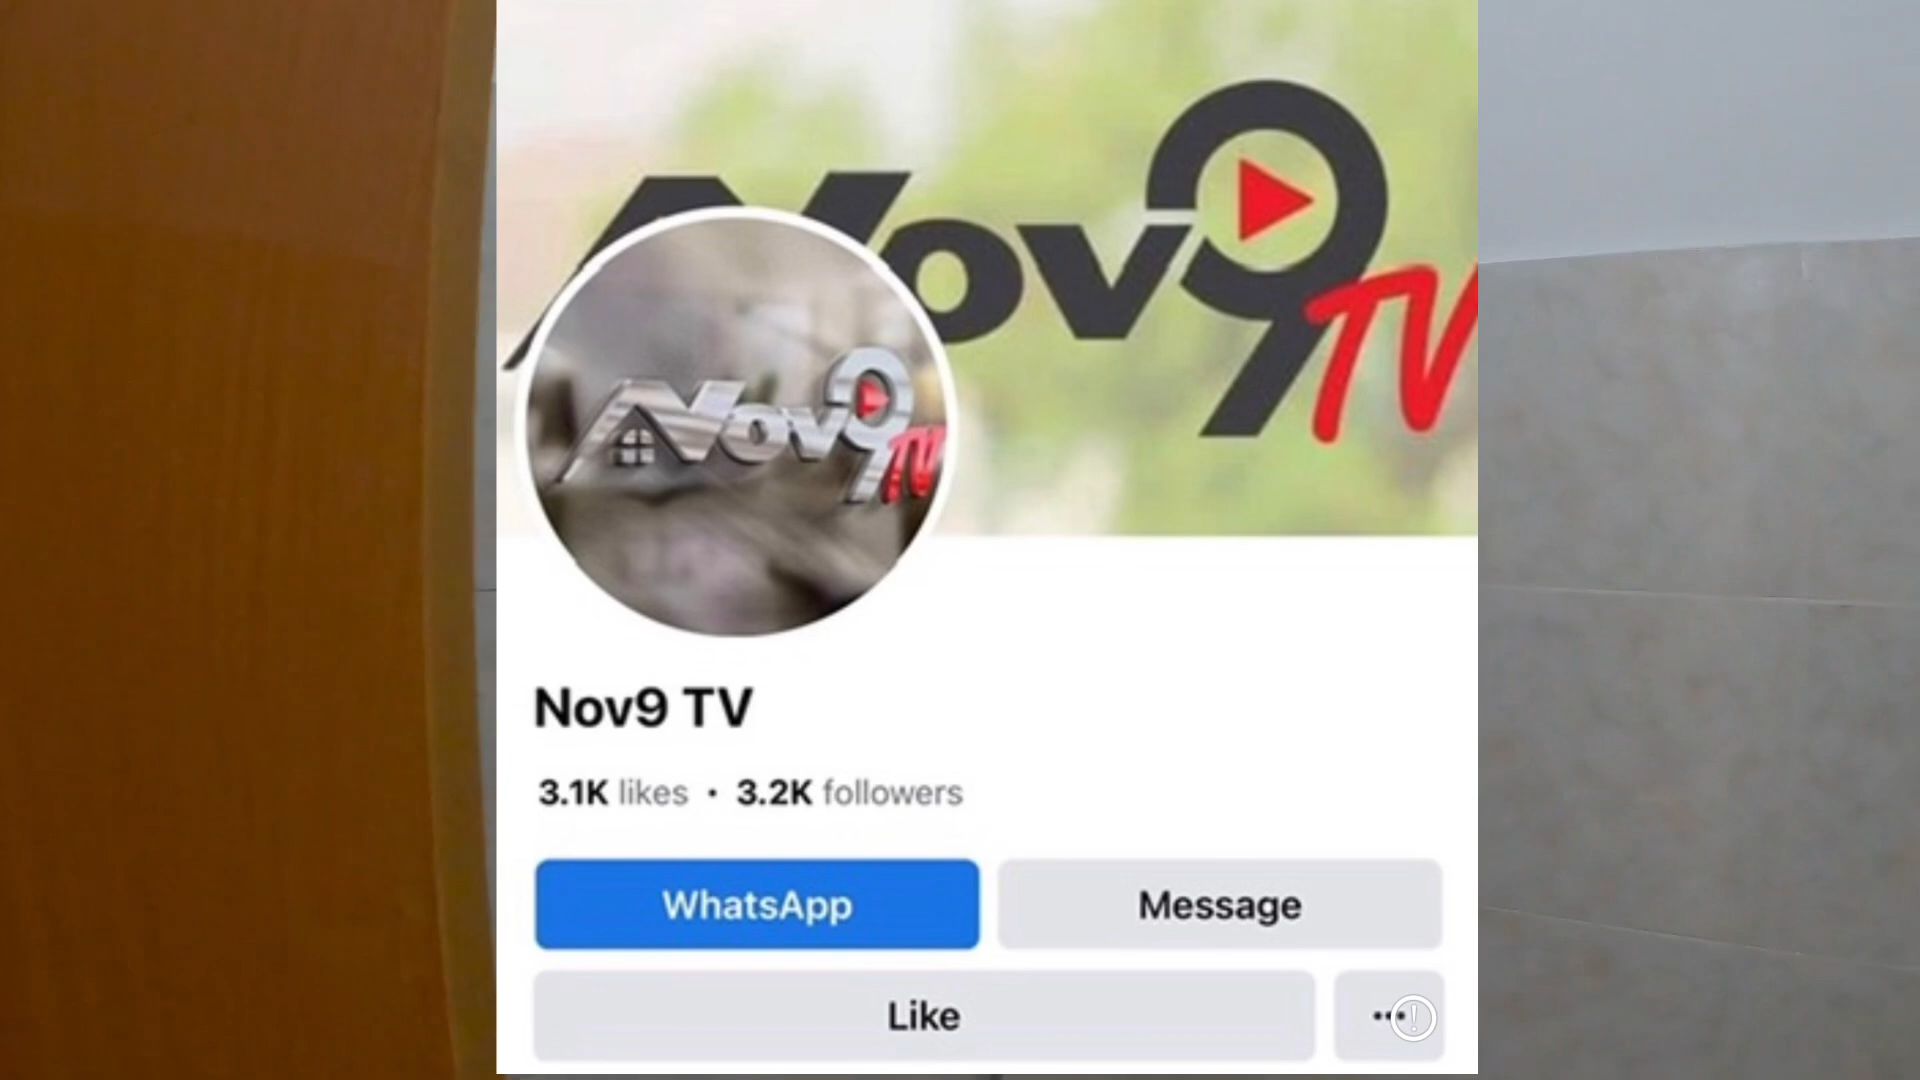 Nov9 TV
Nov9 TV
Nov9 TV
3.1K likes • 3.2K followers
WhatsApp
Message
Like